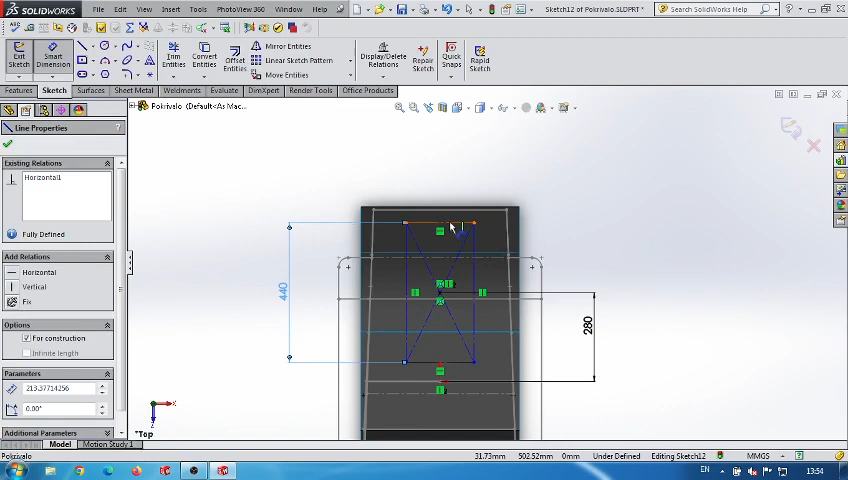 SOLIDWORKS
File Edit View Insert Tools PhotoView 360 Window Help
Sketch12 of Pokrivalo.SLDPRT *
Search SolidWorks Help
Exit Sketch
Smart Dimension
Trim Entities
Convert Entities
Offset Entities
Mirror Entities
Linear Sketch Pattern
Move Entities
Display/Delete Relations
Repair Sketch
Quick Snaps
Rapid Sketch
Features Sketch Surfaces Sheet Metal Weldments Evaluate DimXpert Render Tools Office Products
Pokrivalo (Default<As Mac...
Line Properties
?
Existing Relations
Horizontal1
Fully Defined
Add Relations
Horizontal
Vertical
Fix
Options
For construction
Infinite length
Parameters
213.37714256
0.00°
Additional Parameters
440
280
X
Z
*Top
Model Motion Study 1
Pokrivalo
31.73mm 502.52mm 0mm Under Defined Editing Sketch12 MMGS
EN 13:54